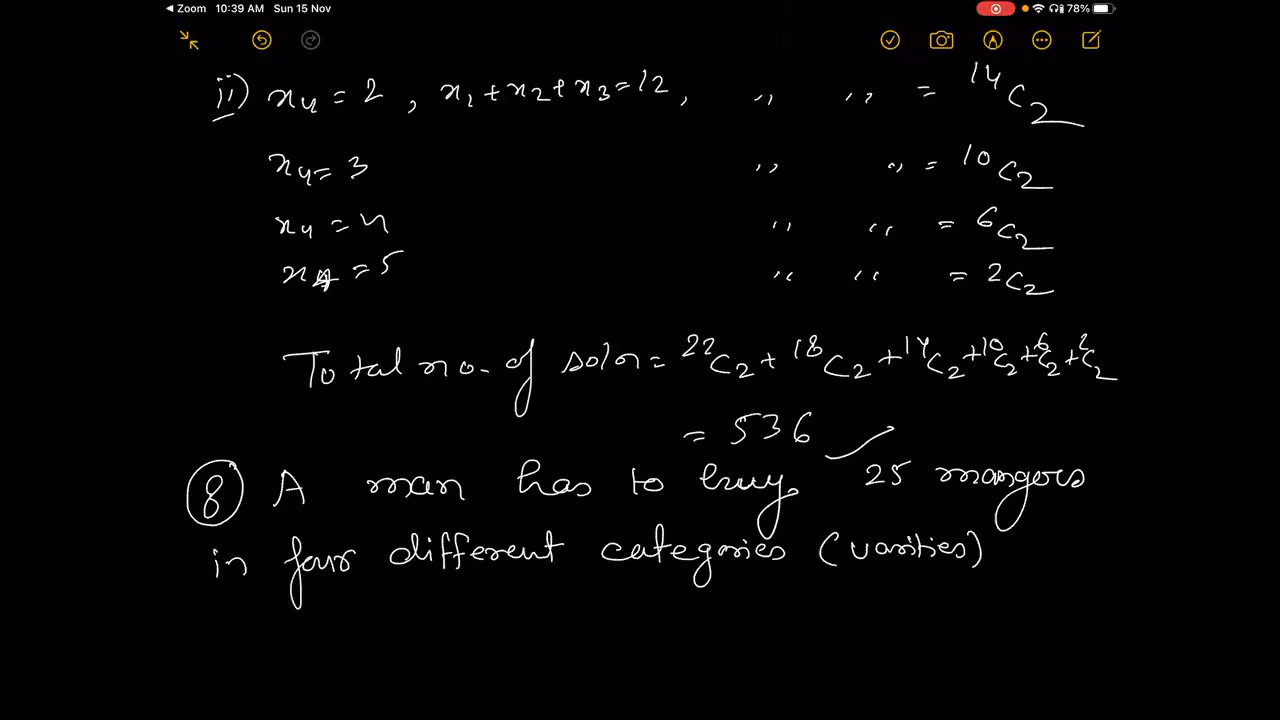 Zoom 10:39 AM Sun 15 Nov 78%
ii) x₄ = 2 , x₁ + x₂ + x₃ = 12, ,, ,, = ¹⁴C₂
x₄ = 3 ,, ,, = ¹⁰C₂
x₄ = 4 ,, ,, = ⁶C₂
x₄ = 5 ,, ,, = ²C₂
Total no. of soln = ²²C₂ + ¹⁸C₂ + ¹⁴C₂ + ¹⁰C₂ + ⁶C₂ + ²C₂
= 536 ✓
⑧ A man has to buy 25 mangoes
in four different categories (varities)